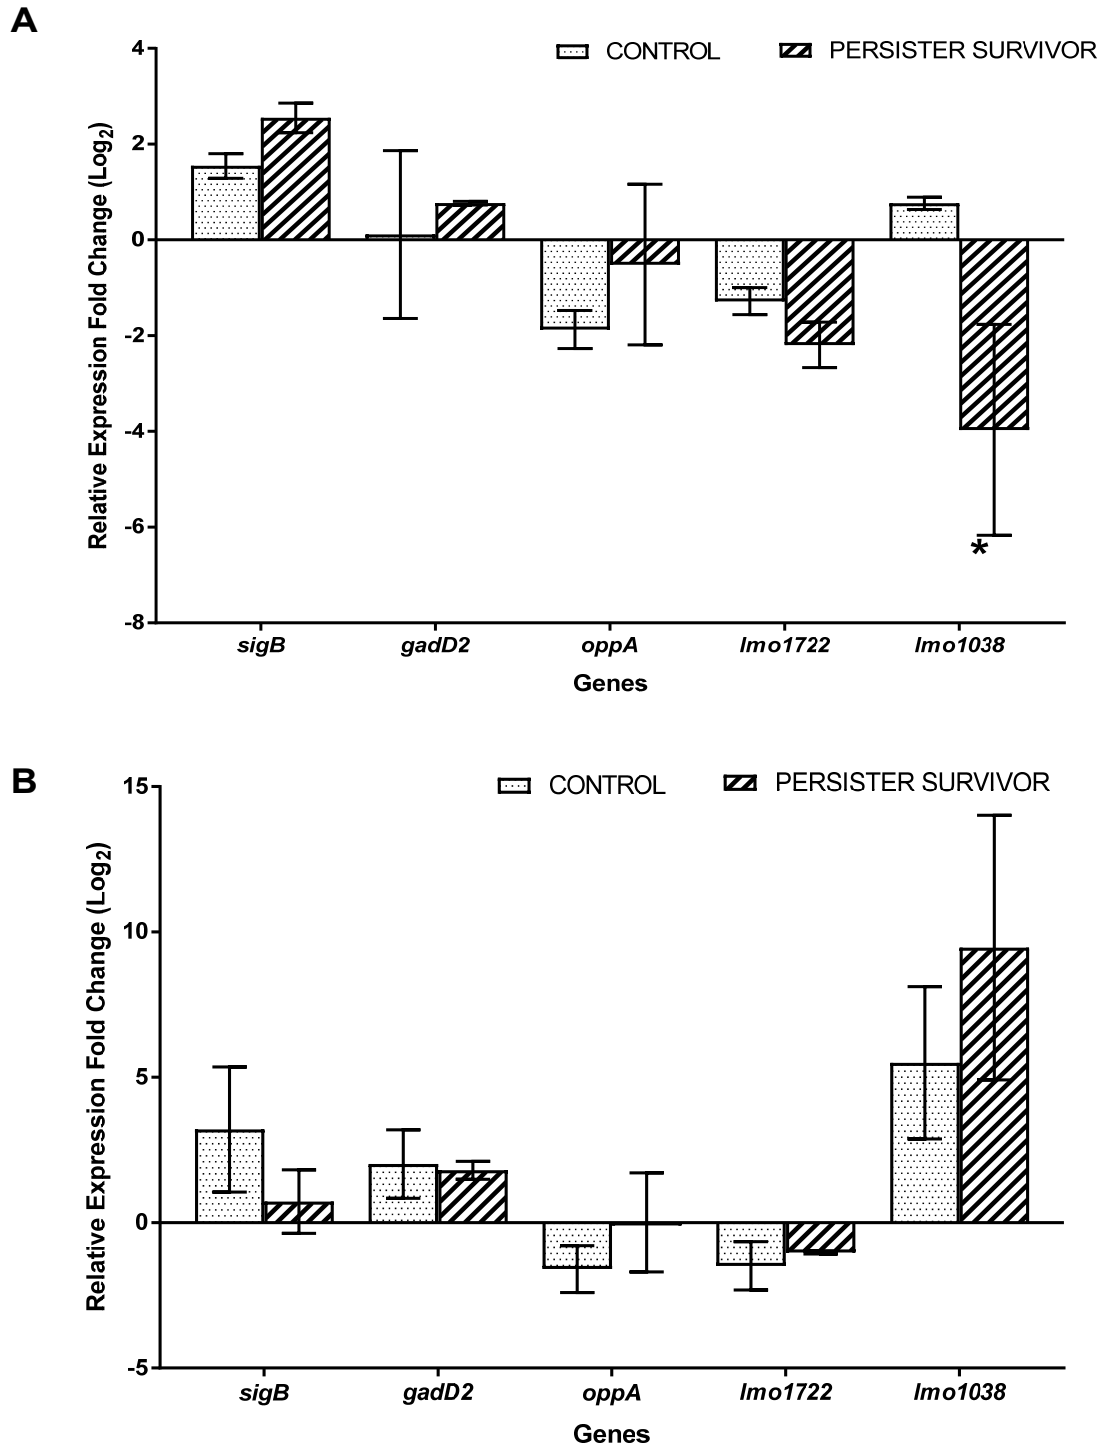 A
CONTROL PERSISTER SURVIVOR
4
2
0
-2
-4
-6
-8
Relative Expression Fold Change (Log2)
*
sigB gadD2 oppA lmo1722 lmo1038
Genes
B
CONTROL PERSISTER SURVIVOR
15
10
5
0
-5
Relative Expression Fold Change (Log2)
sigB gadD2 oppA lmo1722 lmo1038
Genes